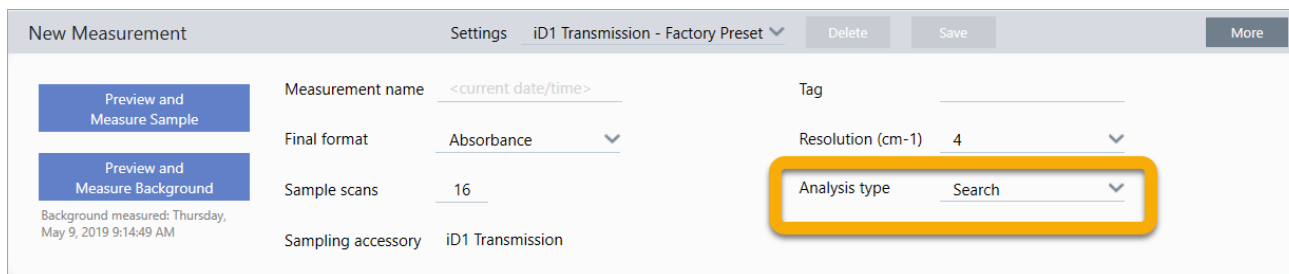 New Measurement
Settings iD1 Transmission - Factory Preset
Delete
Save
More
Preview and
Measure Sample
Preview and
Measure Background
Background measured: Thursday,
May 9, 2019 9:14:49 AM
Measurement name <current date/time>
Final format Absorbance
Sample scans 16
Sampling accessory iD1 Transmission
Tag
Resolution (cm-1) 4
Analysis type Search